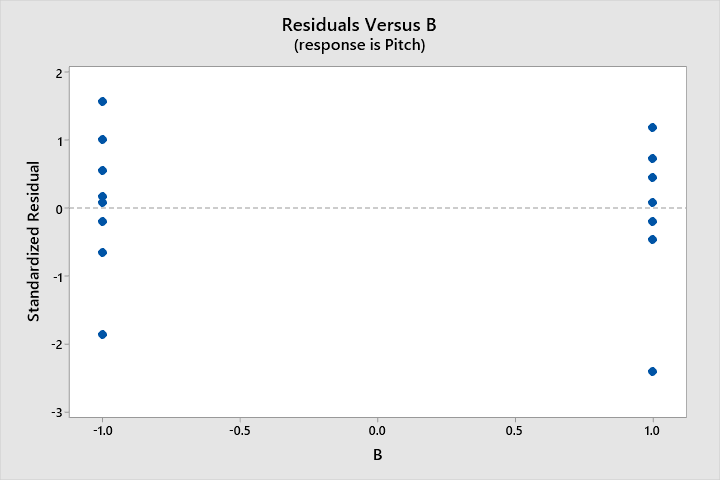 Residuals Versus B
(response is Pitch)
Standardized Residual
2
1
0
-1
-2
-3
-1.0
-0.5
0.0
0.5
1.0
B